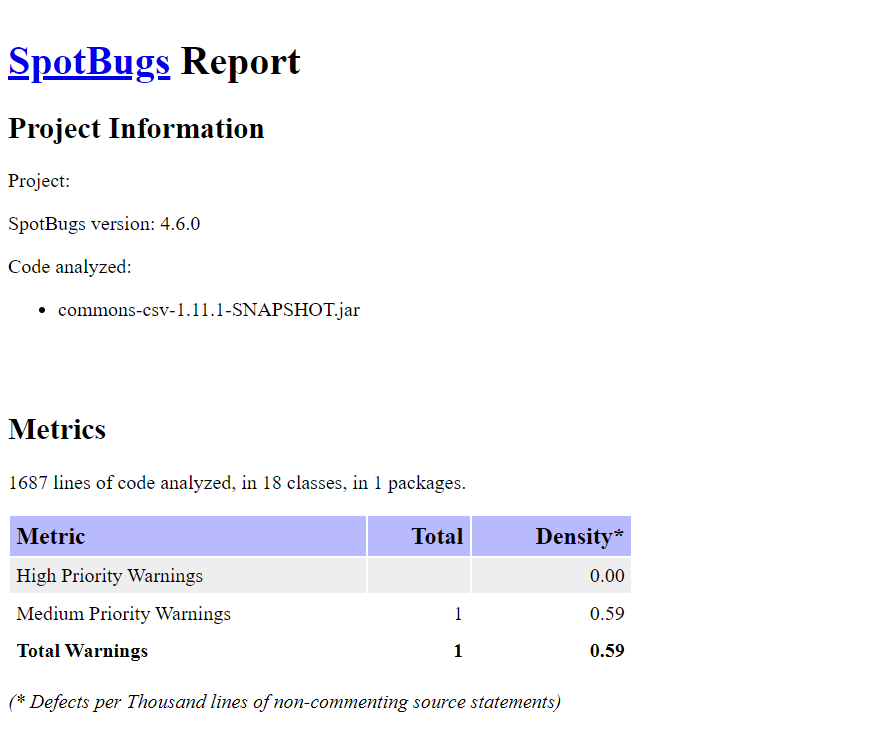 SpotBugs Report
Project Information
Project:
SpotBugs version: 4.6.0
Code analyzed:
• commons-csv-1.11.1-SNAPSHOT.jar
Metrics
1687 lines of code analyzed, in 18 classes, in 1 packages.
Metric Total Density*
High Priority Warnings 0.00
Medium Priority Warnings 1 0.59
Total Warnings 1 0.59
(* Defects per Thousand lines of non-commenting source statements)